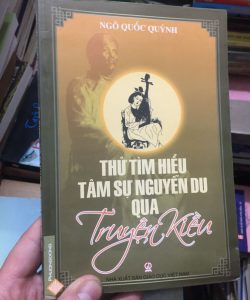 NGÔ QUỐC QUÝNH
THỬ TÌM HIỂU
TÂM SỰ NGUYỄN DU
QUA
Truyện Kiều
NHÀ XUẤT BẢN GIÁO DỤC VIỆT NAM